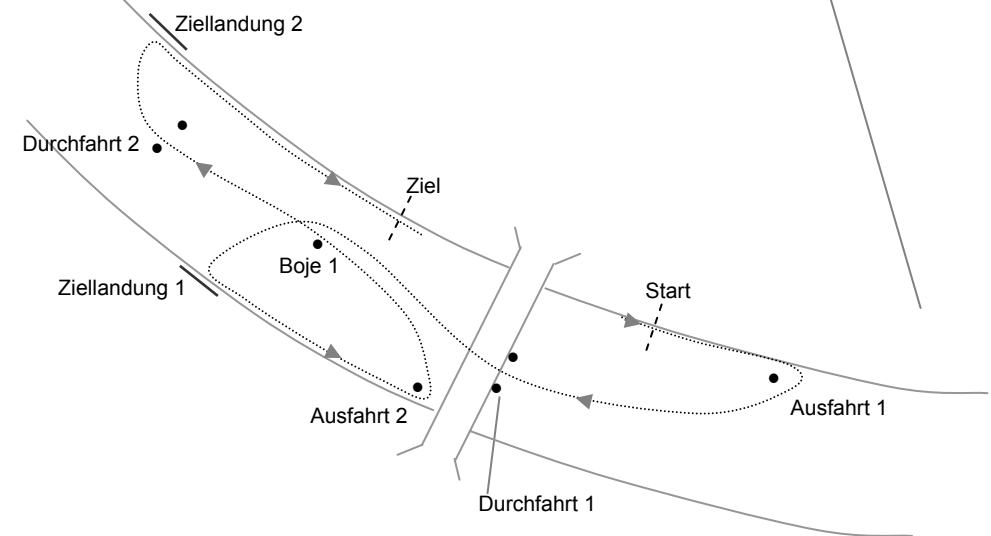 Ziellandung 2
Durchfahrt 2
Ziel
Boje 1
Ziellandung 1
Start
Ausfahrt 2
Ausfahrt 1
Durchfahrt 1